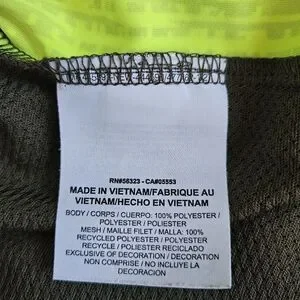 RN#56323 - CA#05553
MADE IN VIETNAM/FABRIQUE AU
VIETNAM/HECHO EN VIETNAM
BODY / CORPS / CUERPO: 100% POLYESTER /
POLYESTER / POLIESTER
MESH / MAILLE FILET / MALLA: 100%
RECYCLED POLYESTER / POLYESTER
RECYCLE / POLIESTER RECICLADO
EXCLUSIVE OF DECORATION / DECORATION
NON COMPRISE / NO INCLUYE LA
DECORACION